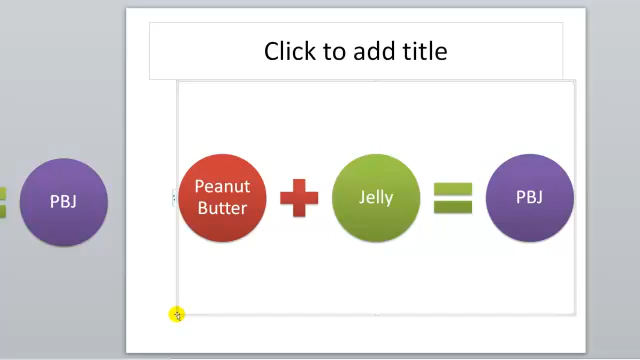 Click to add title
PBJ
Peanut
Butter
Jelly
PBJ